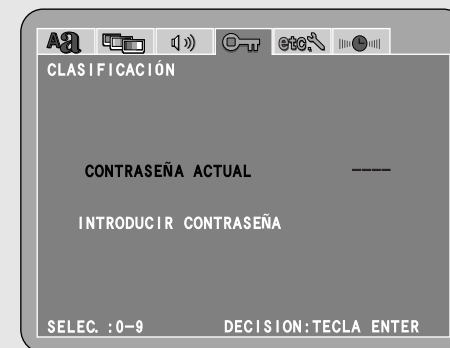 Aa etc
CLASIFICACIÓN
CONTRASEÑA ACTUAL ----
INTRODUCIR CONTRASEÑA
SELEC. :0-9 DECISION:TECLA ENTER